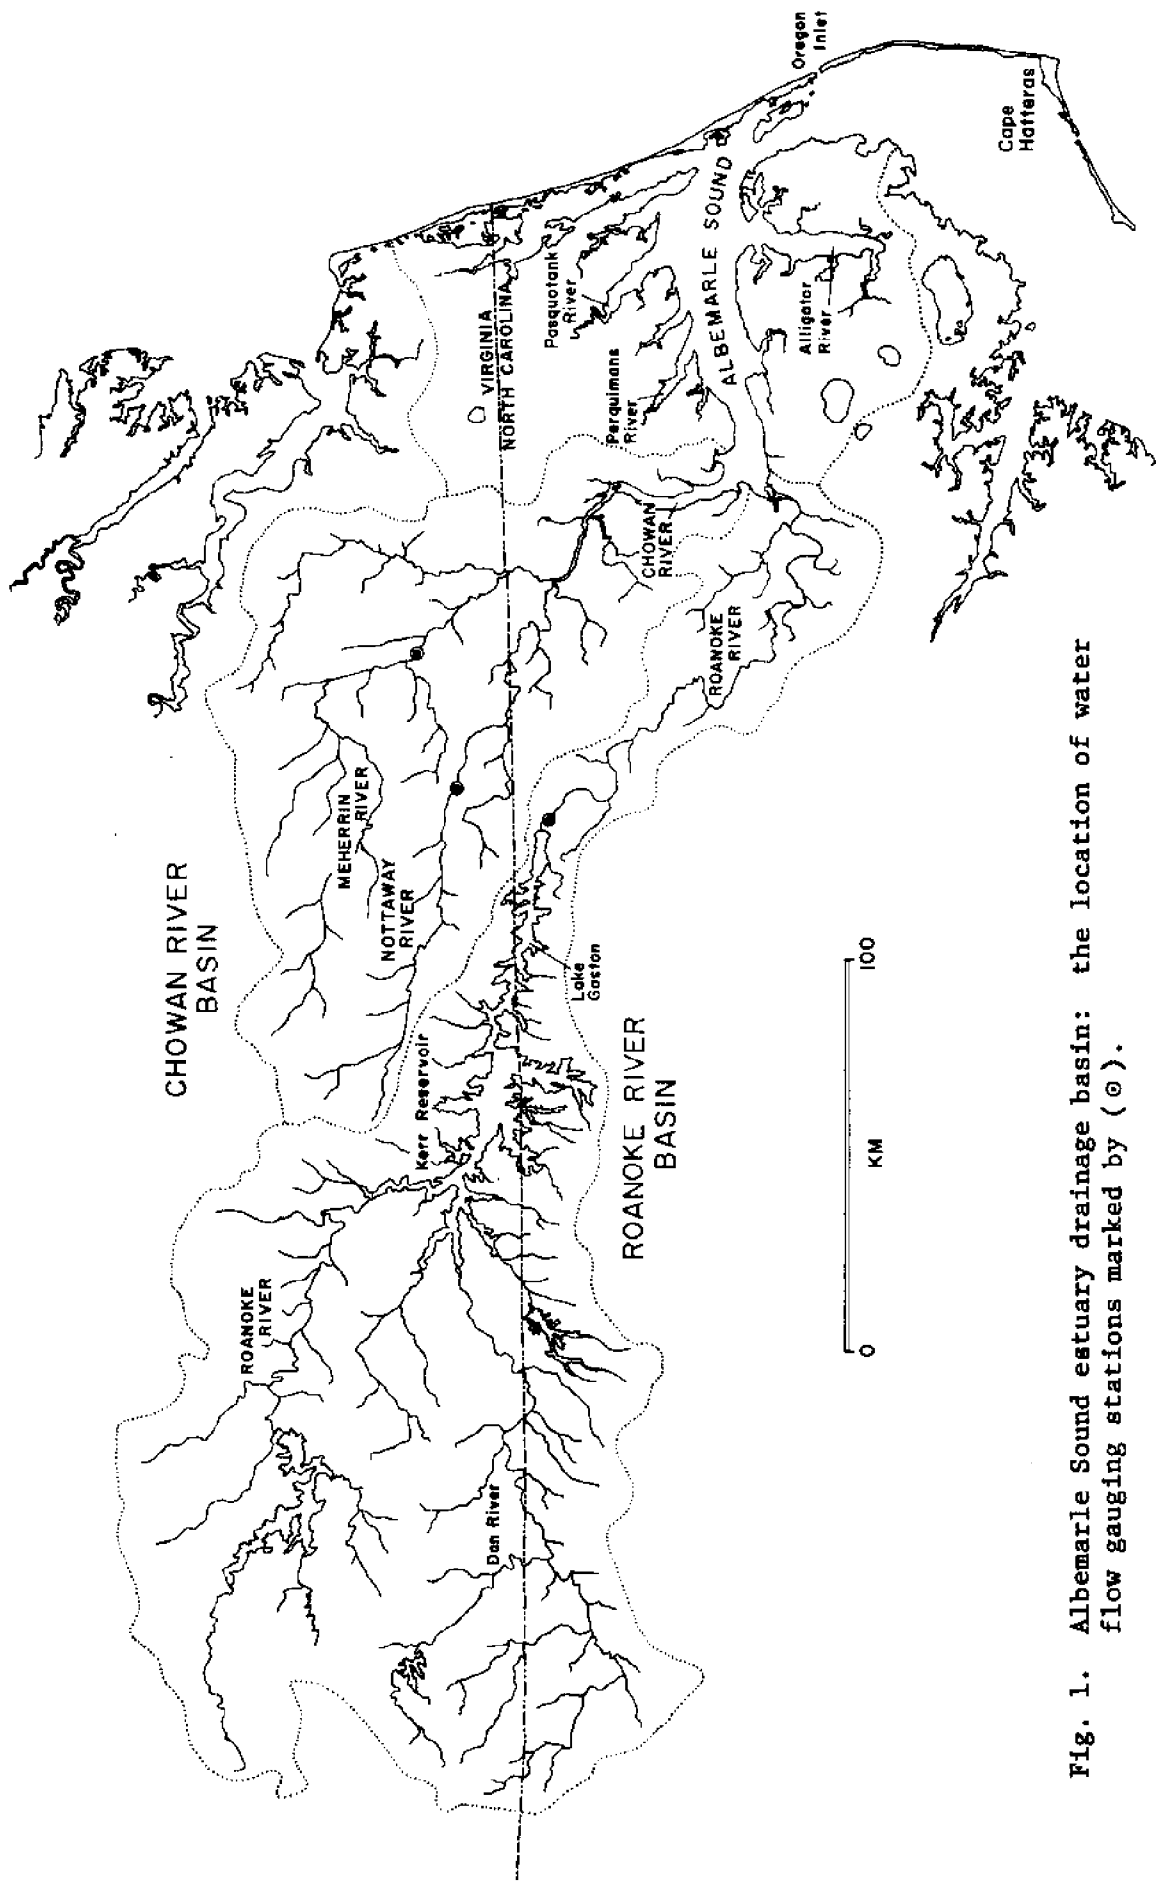 CHOWAN RIVER
BASIN
ROANOKE
RIVER
MEHERRIN
RIVER
NOTTAWAY
RIVER
Kerr Reservoir
Dan River
Lake
Gaston
ROANOKE RIVER
BASIN
VIRGINIA
NORTH CAROLINA
Pasquotank
River
Perquimans
River
CHOWAN
RIVER
ROANOKE
RIVER
ALBEMARLE SOUND
Alligator
River
Oregon
Inlet
Cape
Hatteras
0
100
KM
Fig. 1. Albemarle Sound estuary drainage basin: the location of water
flow gauging stations marked by (⊙).